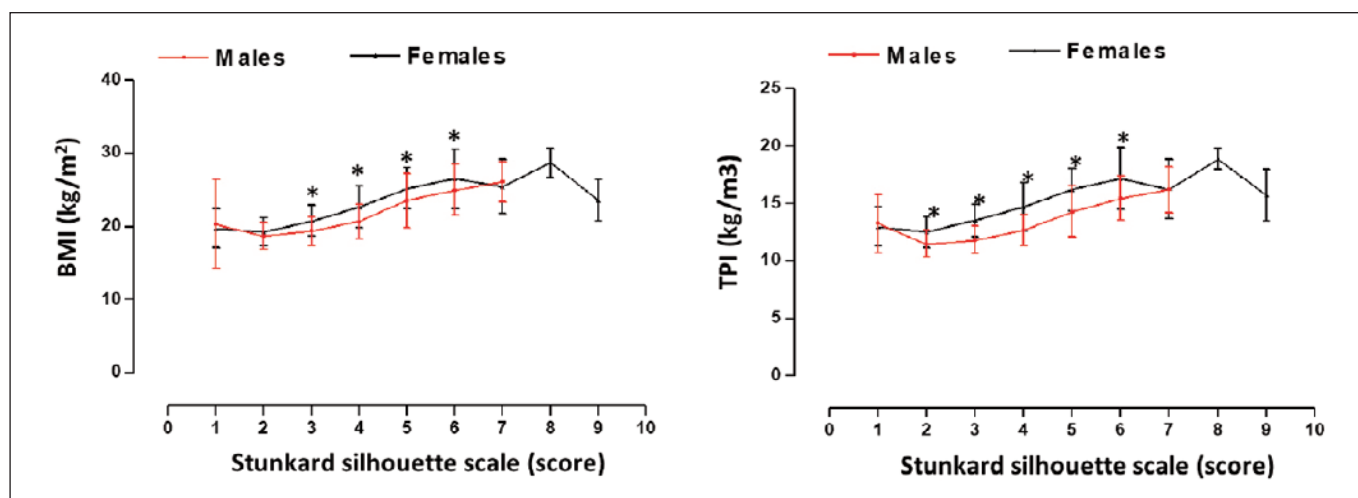 Males Females
40
30
20
10
0
BMI (kg/m²)
* * * *
0 1 2 3 4 5 6 7 8 9 10
Stunkard silhouette scale (score)
Males Females
25
20
15
10
5
0
TPI (kg/m3)
* * * * *
0 1 2 3 4 5 6 7 8 9 10
Stunkard silhouette scale (score)